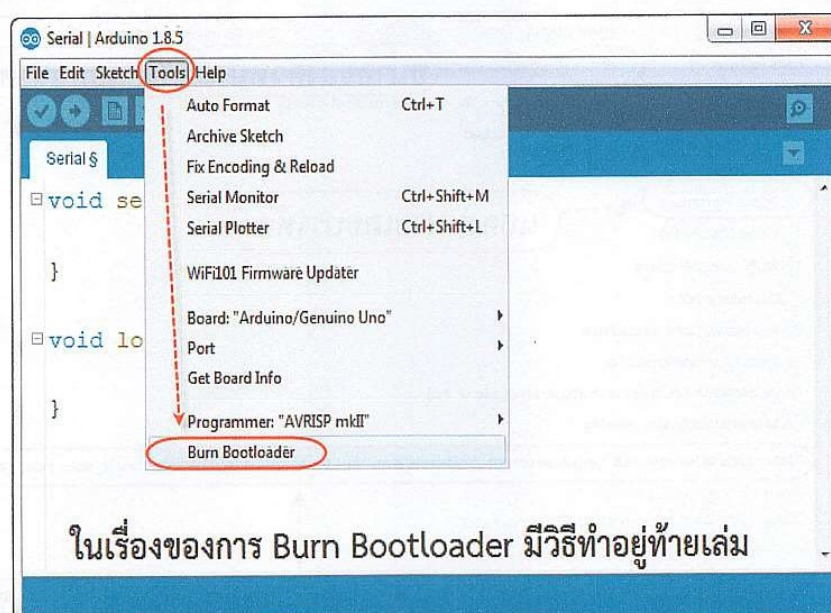 Serial | Arduino 1.8.5
File Edit Sketch Tools Help
Auto Format Ctrl+T
Archive Sketch
Fix Encoding & Reload
Serial Monitor Ctrl+Shift+M
Serial Plotter Ctrl+Shift+L
WiFi101 Firmware Updater
Board: "Arduino/Genuino Uno"
Port
Get Board Info
Programmer: "AVRISP mkII"
Burn Bootloader
Serial §
void se
}
void lo
}
ในเรื่องของการ Burn Bootloader มีวิธีทำอยู่ท้ายเล่ม